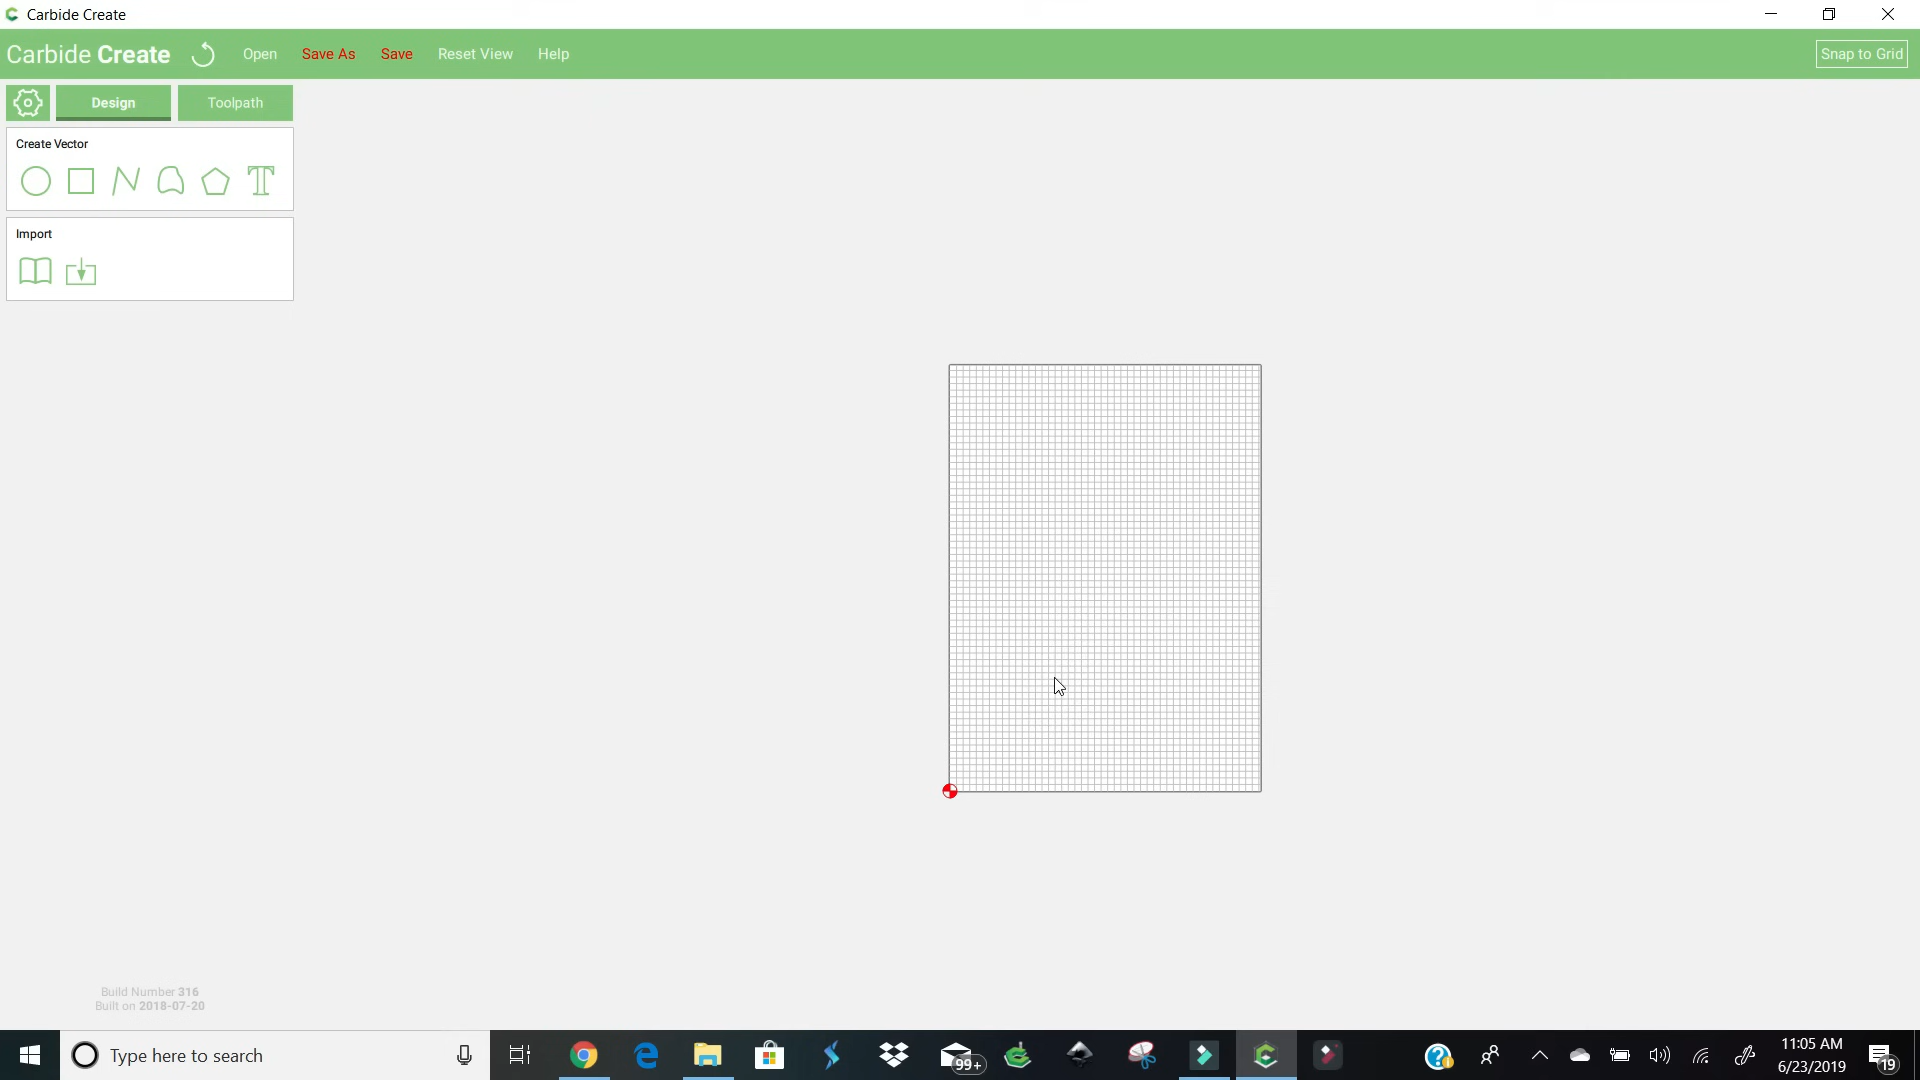 Carbide Create
Carbide Create Open Save As Save Reset View Help Snap to Grid
Design Toolpath
Create Vector
T
Import
Build Number 316
Built on 2018-07-20
Type here to search 99+ 11:05 AM
6/23/2019 19